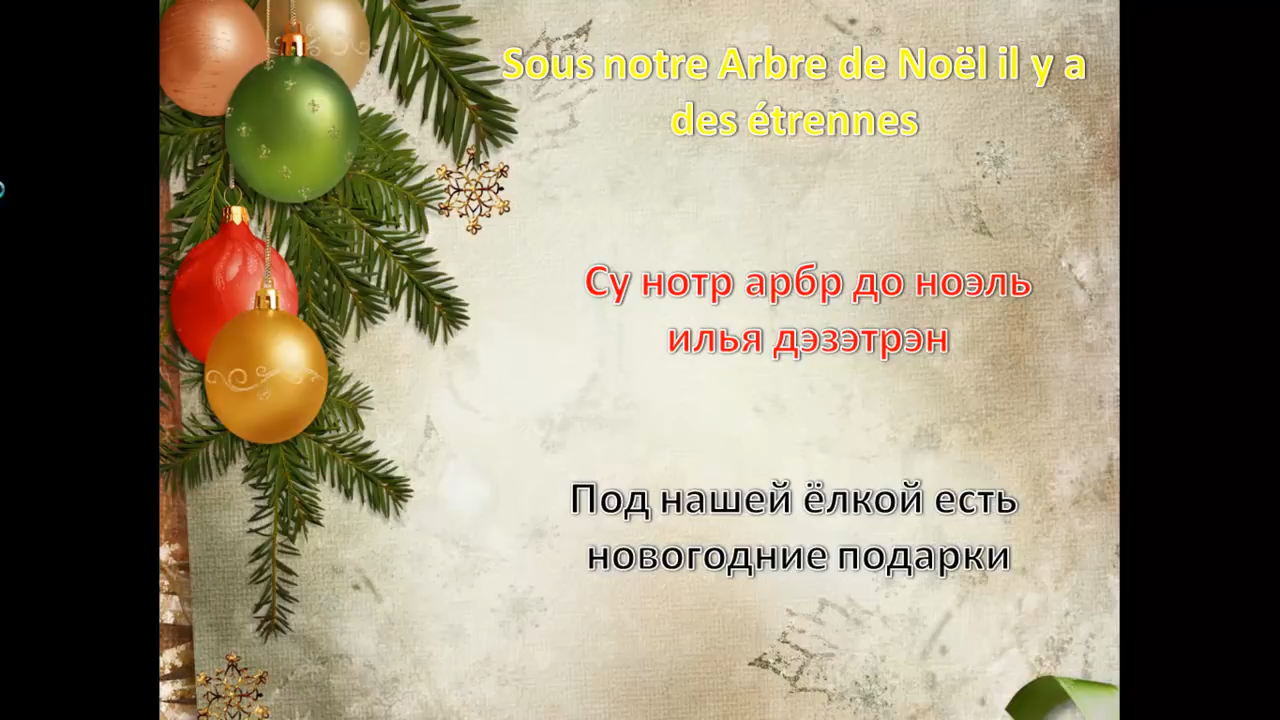 Sous notre Arbre de Noël il y a
des étrennes
Су нотр арбр до ноэль
илья дэзэтрэн
Под нашей ёлкой есть
новогодние подарки